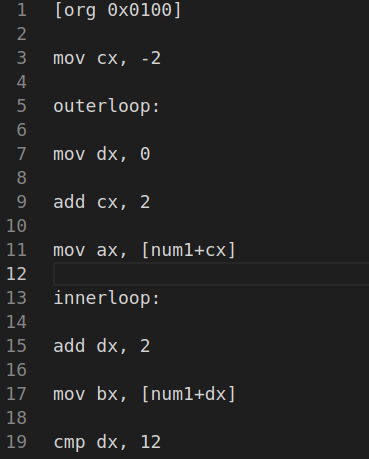 1 [org 0x0100]
2
3 mov cx, -2
4
5 outerloop:
6
7 mov dx, 0
8
9 add cx, 2
10
11 mov ax, [num1+cx]
12
13 innerloop:
14
15 add dx, 2
16
17 mov bx, [num1+dx]
18
19 cmp dx, 12